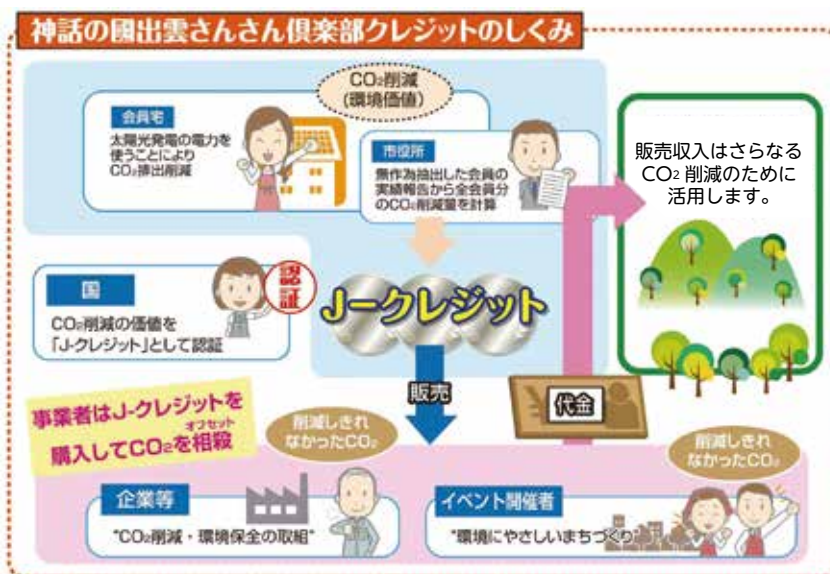 神話の國出雲さんさん倶楽部クレジットのしくみ
CO₂削減
(環境価値)
会員宅
太陽光発電の電力を
使うことにより
CO₂排出削減
市役所
無作為抽出した会員の
実績報告から全会員分
のCO₂削減量を計算
販売収入はさらなる
CO₂ 削減のために
活用します。
国
認証
CO₂削減の価値を
「J-クレジット」として認証
J-クレジット
販売
代金
事業者はJ-クレジットを
オフセット
購入してCO₂を相殺
削減しきれ
なかったCO₂
削減しきれ
なかったCO₂
企業等
"CO₂削減・環境保全の取組"
イベント開催者
"環境にやさしいまちづくり"